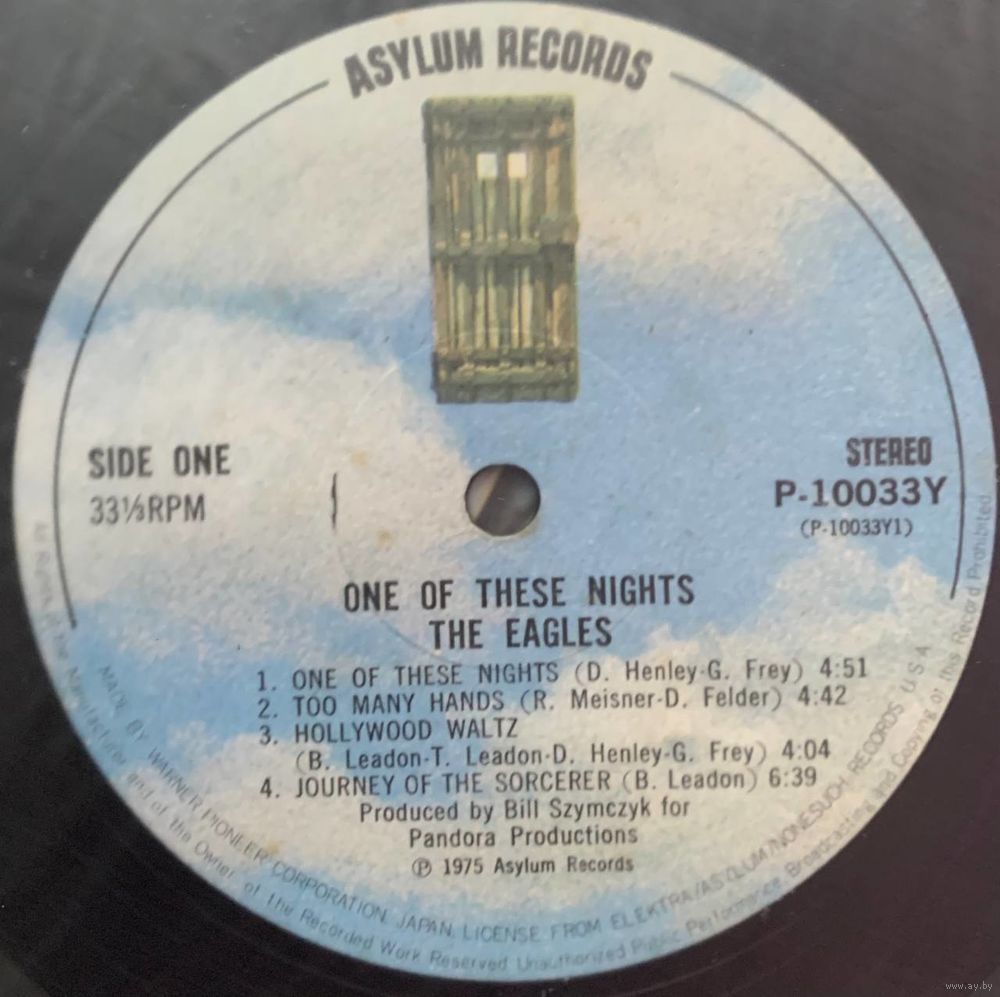 ASYLUM RECORDS
SIDE ONE
33⅓RPM
STEREO
P-10033Y
(P-10033Y1)
ONE OF THESE NIGHTS
THE EAGLES
1. ONE OF THESE NIGHTS (D. Henley-G. Frey) 4:51
2. TOO MANY HANDS (R. Meisner-D. Felder) 4:42
3. HOLLYWOOD WALTZ
(B. Leadon-T. Leadon-D. Henley-G. Frey) 4:04
4. JOURNEY OF THE SORCERER (B. Leadon) 6:39
Produced by Bill Szymczyk for
Pandora Productions
Ⓟ 1975 Asylum Records
MADE BY WARNER PIONEER CORPORATION, JAPAN. LICENSE FROM ELEKTRA/ASYLUM/NONESUCH RECORDS U.S.A.
All Rights of the Manufacturer and of the Owner of the Recorded Work Reserved Unauthorized Public Performance, Broadcasting and Copying of this Record Prohibited
www.ay.by